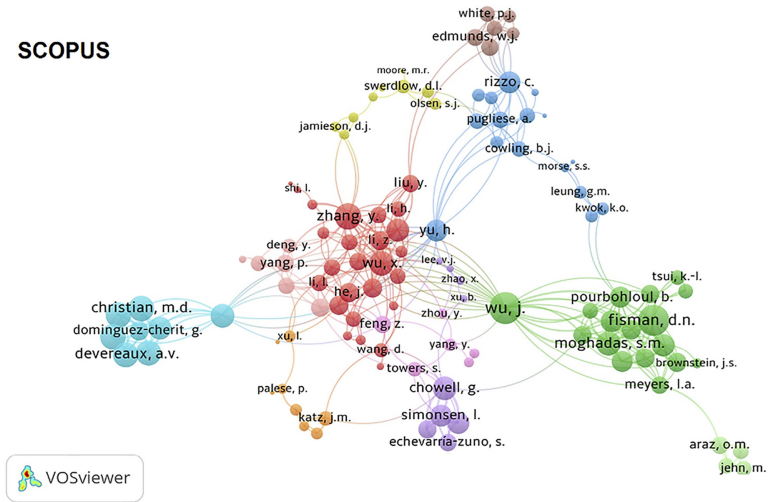 SCOPUS
white, p.j.
edmunds, w.j.
moore, m.r.
swerdlow, d.l.
olsen, s.j.
rizzo, c.
pugliese, a.
jamieson, d.j.
cowling, b.j.
morse, s.s.
leung, g.m.
kwok, k.o.
shi, l.
liu, y.
zhang, y.
li, h.
yu, h.
deng, y.
li, z.
yang, p.
wu, x.
lee, v.j.
zhao, x.
tsui, k.-l.
li, l.
he, j.
xu, b.
pourbohloul, b.
christian, m.d.
wu, j.
zhou, y.
fisman, d.n.
dominguez-cherit, g.
feng, z.
xu, l.
moghadas, s.m.
devereaux, a.v.
wang, d.
yang, y.
brownstein, j.s.
towers, s.
palese, p.
chowell, g.
meyers, l.a.
katz, j.m.
simonsen, l.
echevarría-zuno, s.
araz, o.m.
jehn, m.
VOSviewer